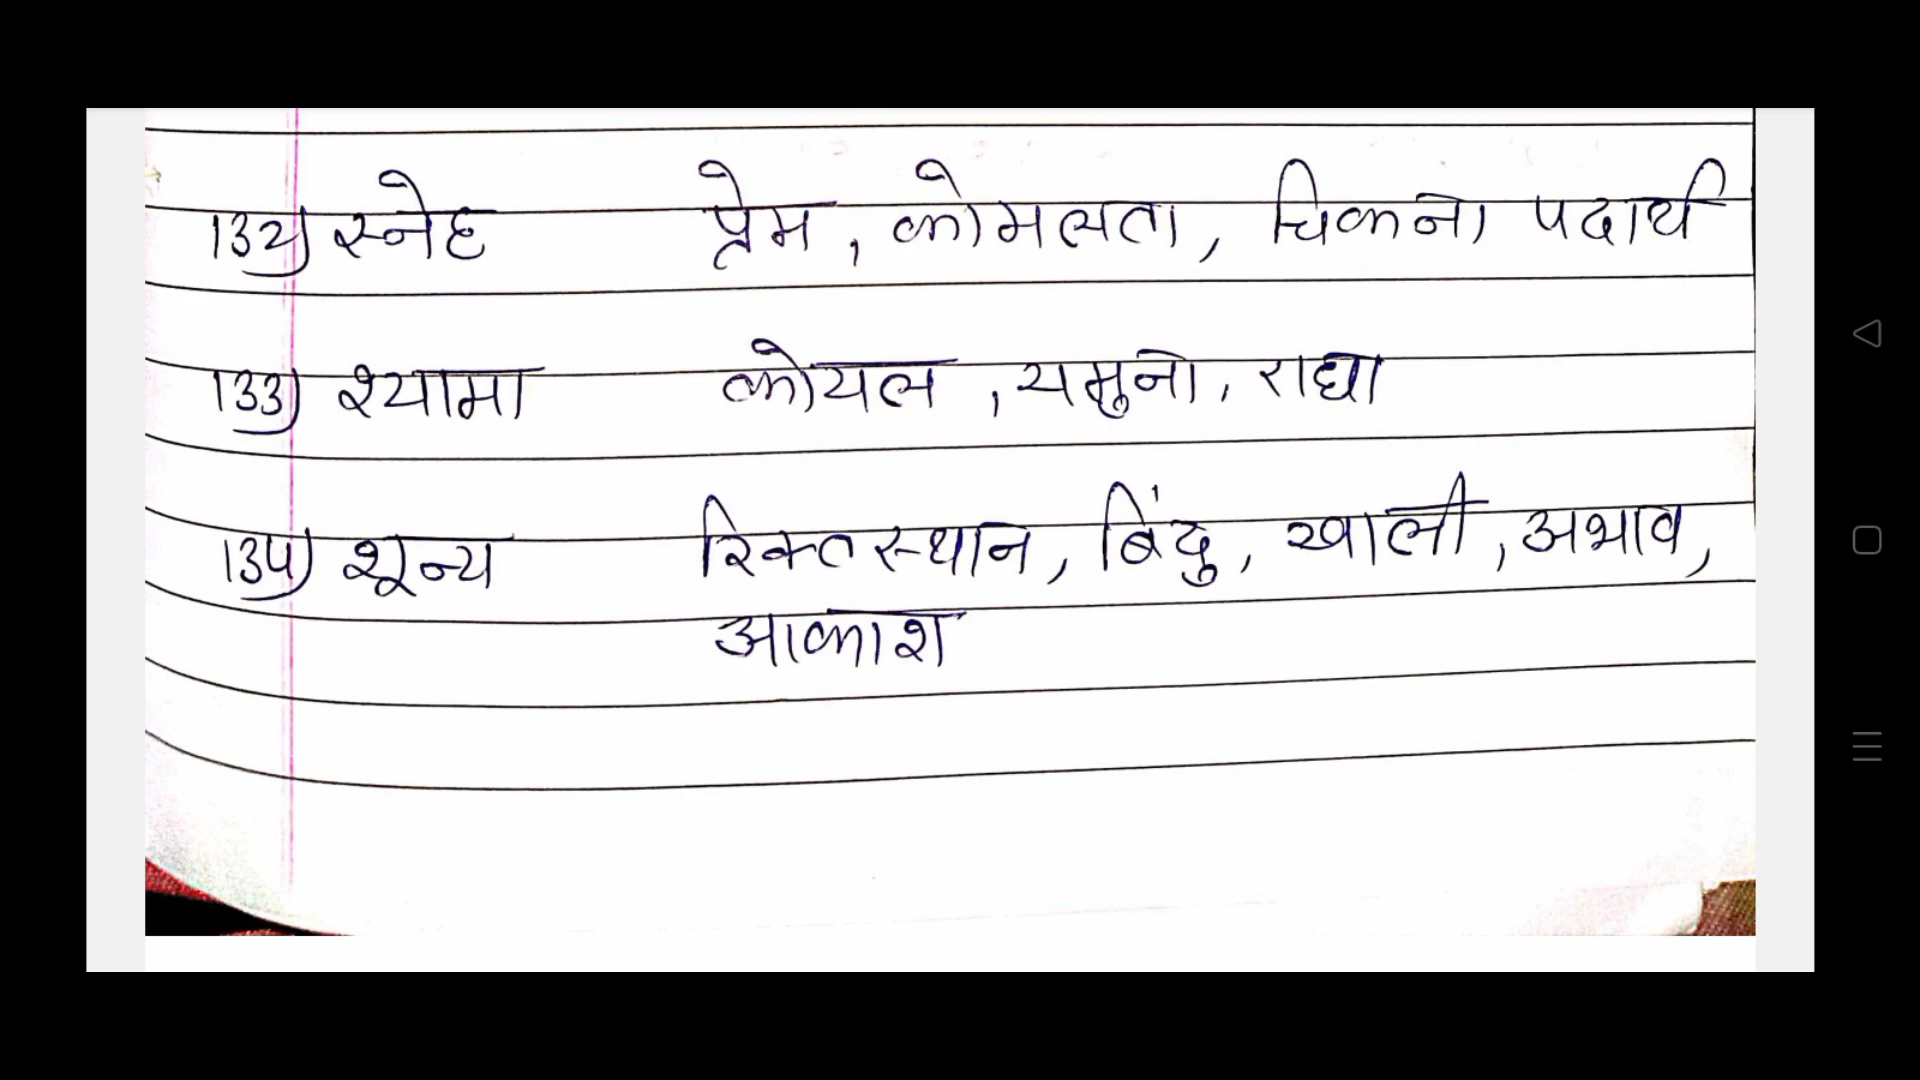 132) स्नेह प्रेम, कोमलता, चिकना पदार्थ
133) श्यामा कोयल, यमुना, राधा
134) शून्य रिक्त स्थान, बिंदु, खाली, अभाव,
आकाश